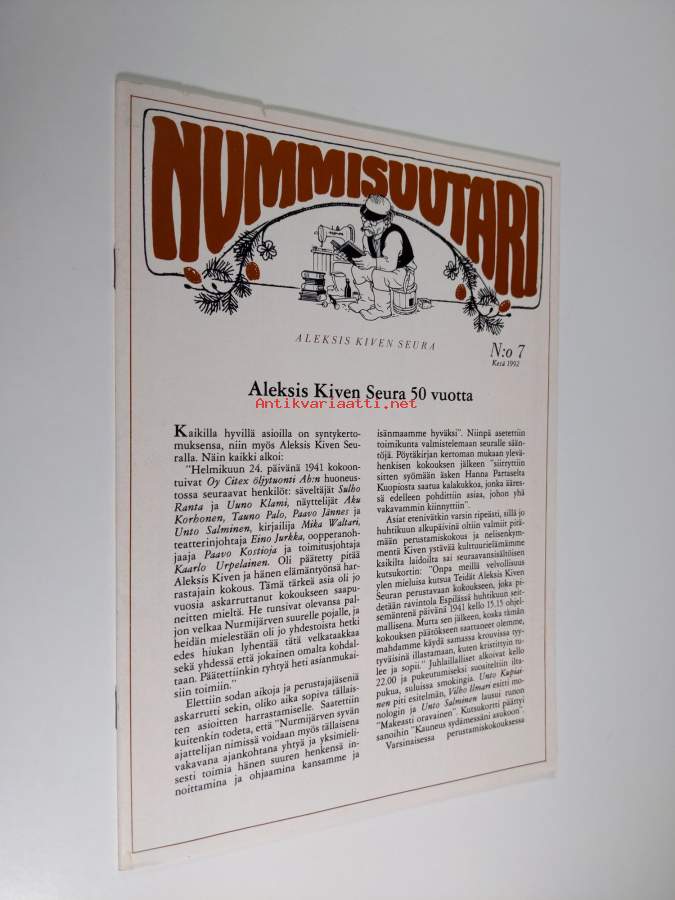 NUMMISUUTARI
ALEKSIS KIVEN SEURA
N:o 7
Kesä 1992
Aleksis Kiven Seura 50 vuotta
Antikvariaatti.net
Kaikilla hyvillä asioilla on syntykerto-
muksensa, niin myös Aleksis Kiven Seu-
ralla. Näin kaikki alkoi:
"Helmikuun 24. päivänä 1941 kokoon-
tuivat Oy Citex öljytuonti Ab:n huoneus-
tossa seuraavat henkilöt: säveltäjät Sulho
Ranta ja Uuno Klami, näyttelijät Aku
Korhonen, Tauno Palo, Paavo Jännes ja
Unto Salminen, kirjailija Mika Waltari,
teatterinjohtaja Eino Jurkka, oopperanoh-
jaaja Paavo Kostioja ja toimitusjohtaja
Kaarlo Urpelainen. Oli päätetty pitää
Aleksis Kiven ja hänen elämäntyönsä har-
rastajain kokous. Tämä tärkeä asia oli jo
vuosia askarruttanut kokoukseen saapu-
neitten mieltä. He tunsivat olevansa pal-
jon velkaa Nurmijärven suurelle pojalle, ja
heidän mielestään oli jo yhdestoista hetki
edes hiukan lyhentää tätä velkataakkaa
sekä yhdessä että jokainen omalta kohdal-
taan. Päätettiinkin ryhtyä heti asianmukai-
siin toimiin."
Elettiin sodan aikoja ja perustajajäseniä
askarrutti sekin, oliko aika sopiva tällais-
ten asioitten harrastamiselle. Saatettiin
kuitenkin todeta, että "Nurmijärven syvän
ajattelijan nimissä voidaan myös tällaisena
vakavana ajankohtana yhtyä ja yksimieli-
sesti toimia hänen suuren henkensä in-
noittamina ja ohjaamina kansamme ja
isänmaamme hyväksi". Niinpä asetettiin
toimikunta valmistelemaan seuralle sään-
töjä. Pöytäkirjan kertoman mukaan ylevä-
henkisen kokouksen jälkeen "siirryttiin
sitten syömään äsken Hanna Partaselta
Kuopiosta saatua kalakukkoa, jonka ääres-
sä edelleen pohdittiin asiaa, johon yhä
vakavammin kiinnyttiin".
Asiat etenivätkin varsin ripeästi, sillä jo
huhtikuun alkupäivinä oltiin valmiit pitä-
mään perustamiskokous ja nelisenkym-
mentä Kiven ystävää kulttuurielämämme
kaikilta laidoilta sai seuraavansisältöisen
kutsukortin: "Onpa meillä velvollisuus
ylen mieluisa kutsua Teidät Aleksis Kiven
Seuran perustavaan kokoukseen, joka pi-
detään ravintola Espilässä huhtikuun seit-
semäntenä päivänä 1941 kello 15.15 ohjel-
mallisena. Mutta sen jälkeen, koska tämän
kokouksen päätökseen saattaneet olemme,
mahdamme käydä samassa krouvissa tyy-
tyväisinä illastamaan, kuten kristittyin tu-
lee ja sopii." Juhlaillalliset alkoivat kello
22.00 ja pukeutumiseksi suositeltiin ilta-
pukua, suluissa smokingia. Unto Kupiai-
nen piti esitelmän, Vilho Ilmari esitti mo-
nologin ja Unto Salminen lausui runon
"Makeasti oravainen". Kutsukortti päättyi
sanoihin "Kauneus sydämessäni asukoon".
Varsinaisessa perustamiskokouksessa